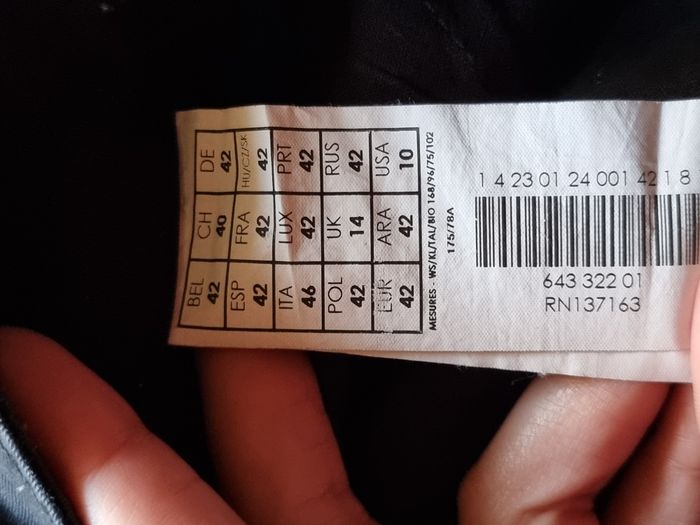 BEL 42 CH 40 DE 42
ESP 42 FRA 42 HU/CZ/SK 42
ITA 46 LUX 42 PRT 42
POL 42 UK 14 RUS 42
EUR 42 ARA 42 USA 10
MESURES - WS/KL/TAL/BIO 168/96/75/102
175/78A
1 4 23 01 24 001 42 1 8
643 322 01
RN137163